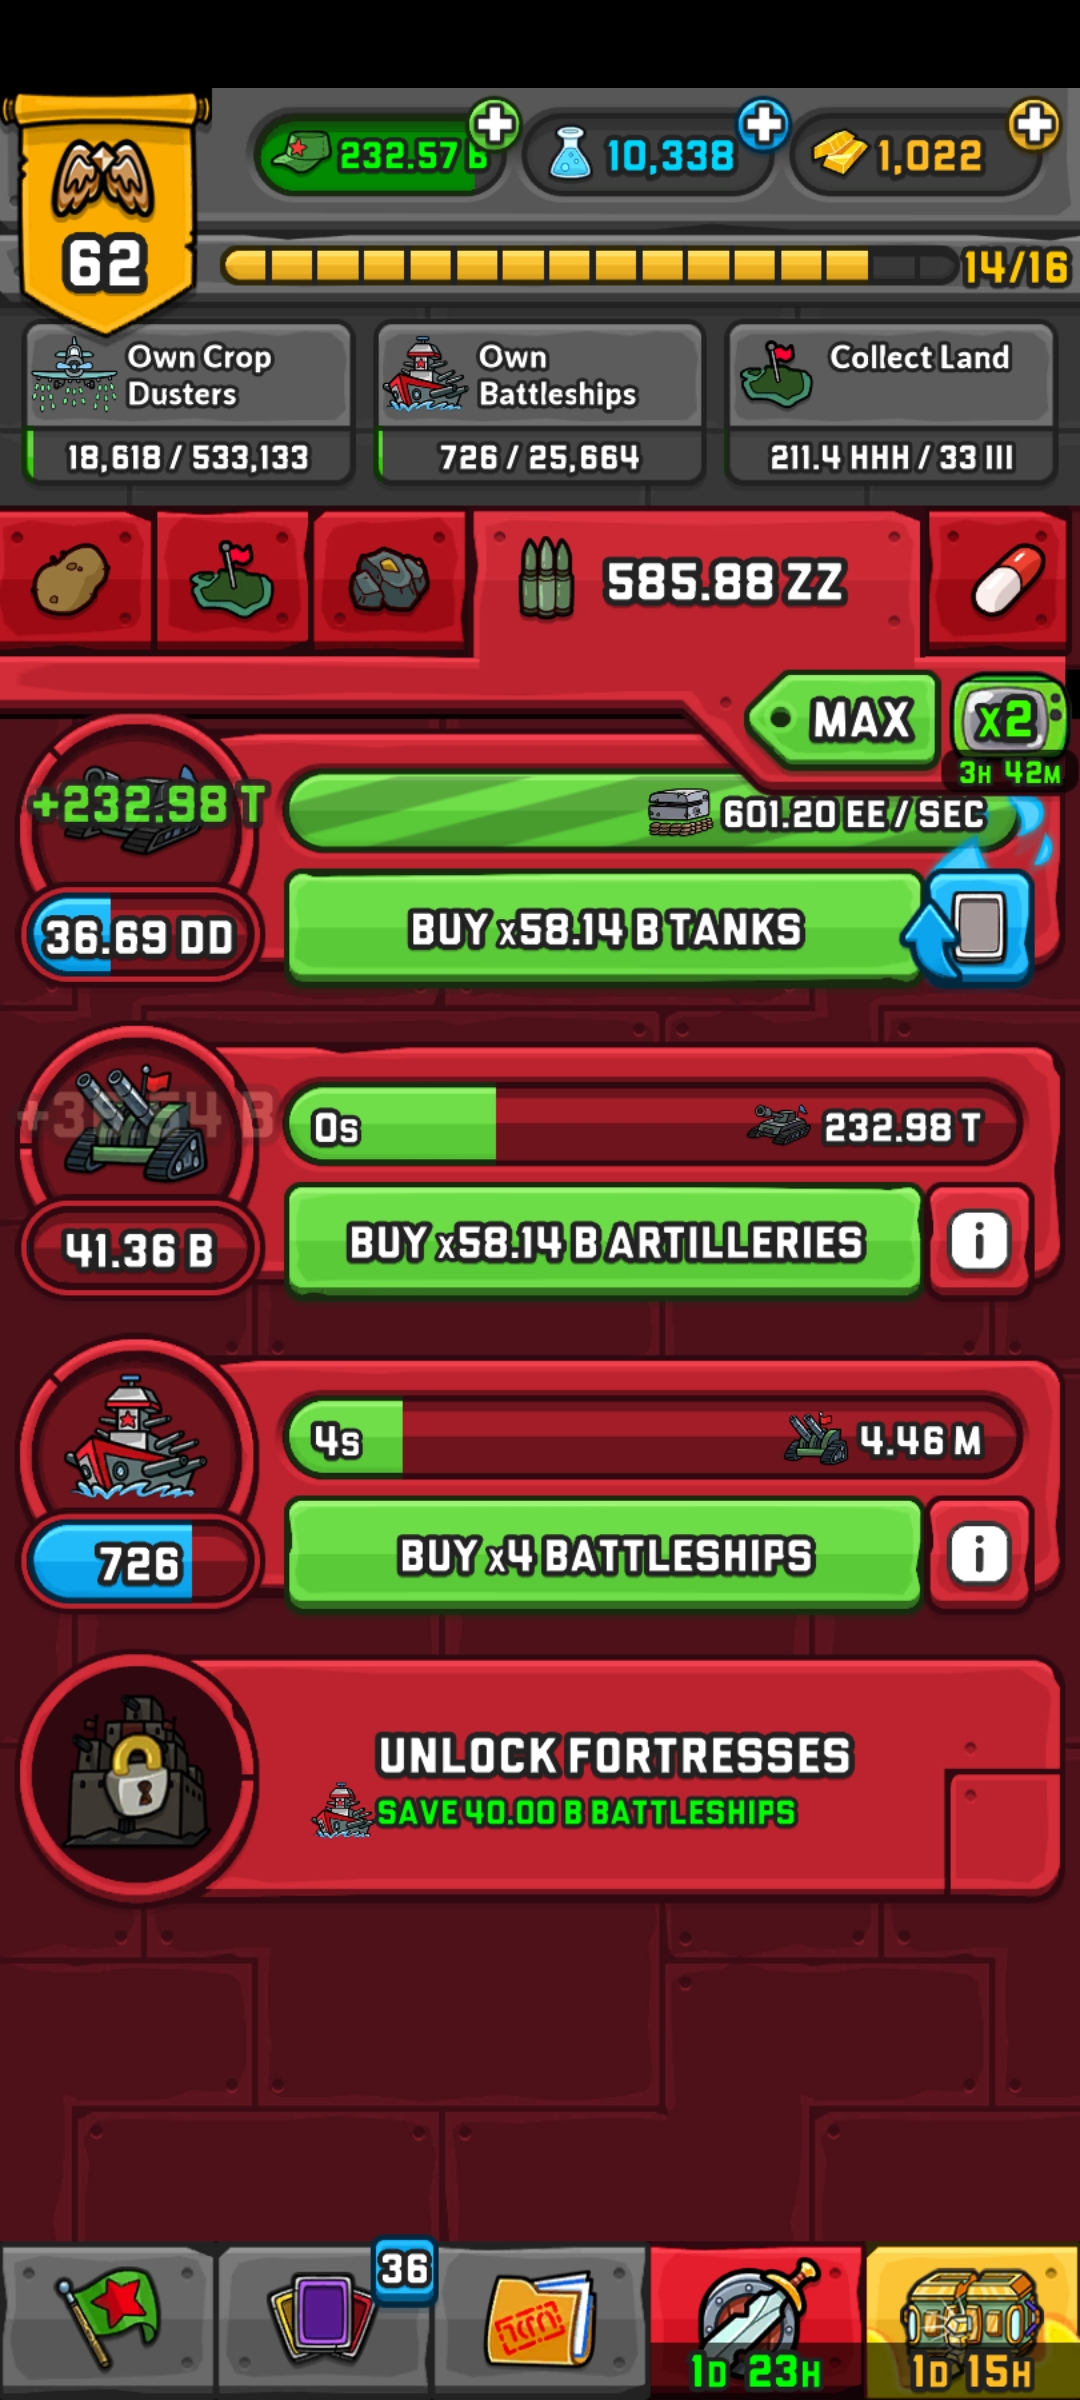 232.57 B
10,338
1,022
62
14/16
Own Crop
Dusters
18,618 / 533,133
Own
Battleships
726 / 25,664
Collect Land
211.4 HHH / 33 III
585.88 ZZ
MAX
x2
3H 42M
+232.98 T
601.20 EE / SEC
36.69 DD
BUY x58.14 B TANKS
0s
232.98 T
41.36 B
BUY x58.14 B ARTILLERIES
i
4s
4.46 M
726
BUY x4 BATTLESHIPS
i
UNLOCK FORTRESSES
SAVE 40.00 B BATTLESHIPS
36
1D 23H
1D 15H